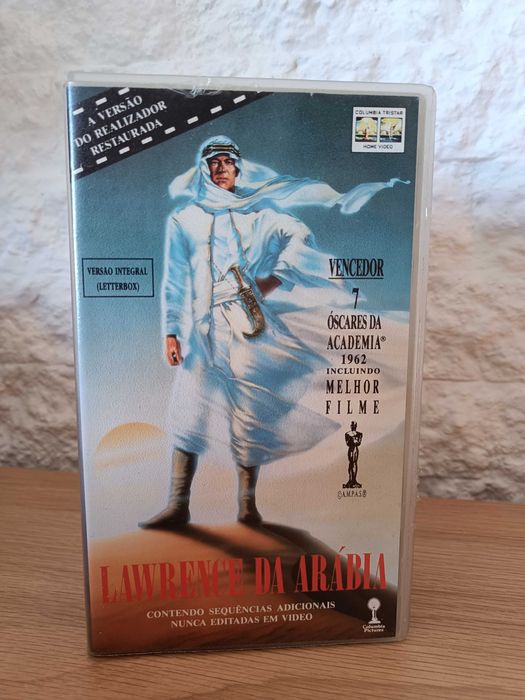 A VERSÃO
DO REALIZADOR
RESTAURADA
COLUMBIA TRISTAR
HOME VIDEO
VERSÃO INTEGRAL
(LETTERBOX)
VENCEDOR
7
ÓSCARES DA
ACADEMIA®
1962
INCLUINDO
MELHOR
FILME
©A.M.P.A.S.®
LAWRENCE DA ARÁBIA
CONTENDO SEQUÊNCIAS ADICIONAIS
NUNCA EDITADAS EM VIDEO
Columbia
Pictures